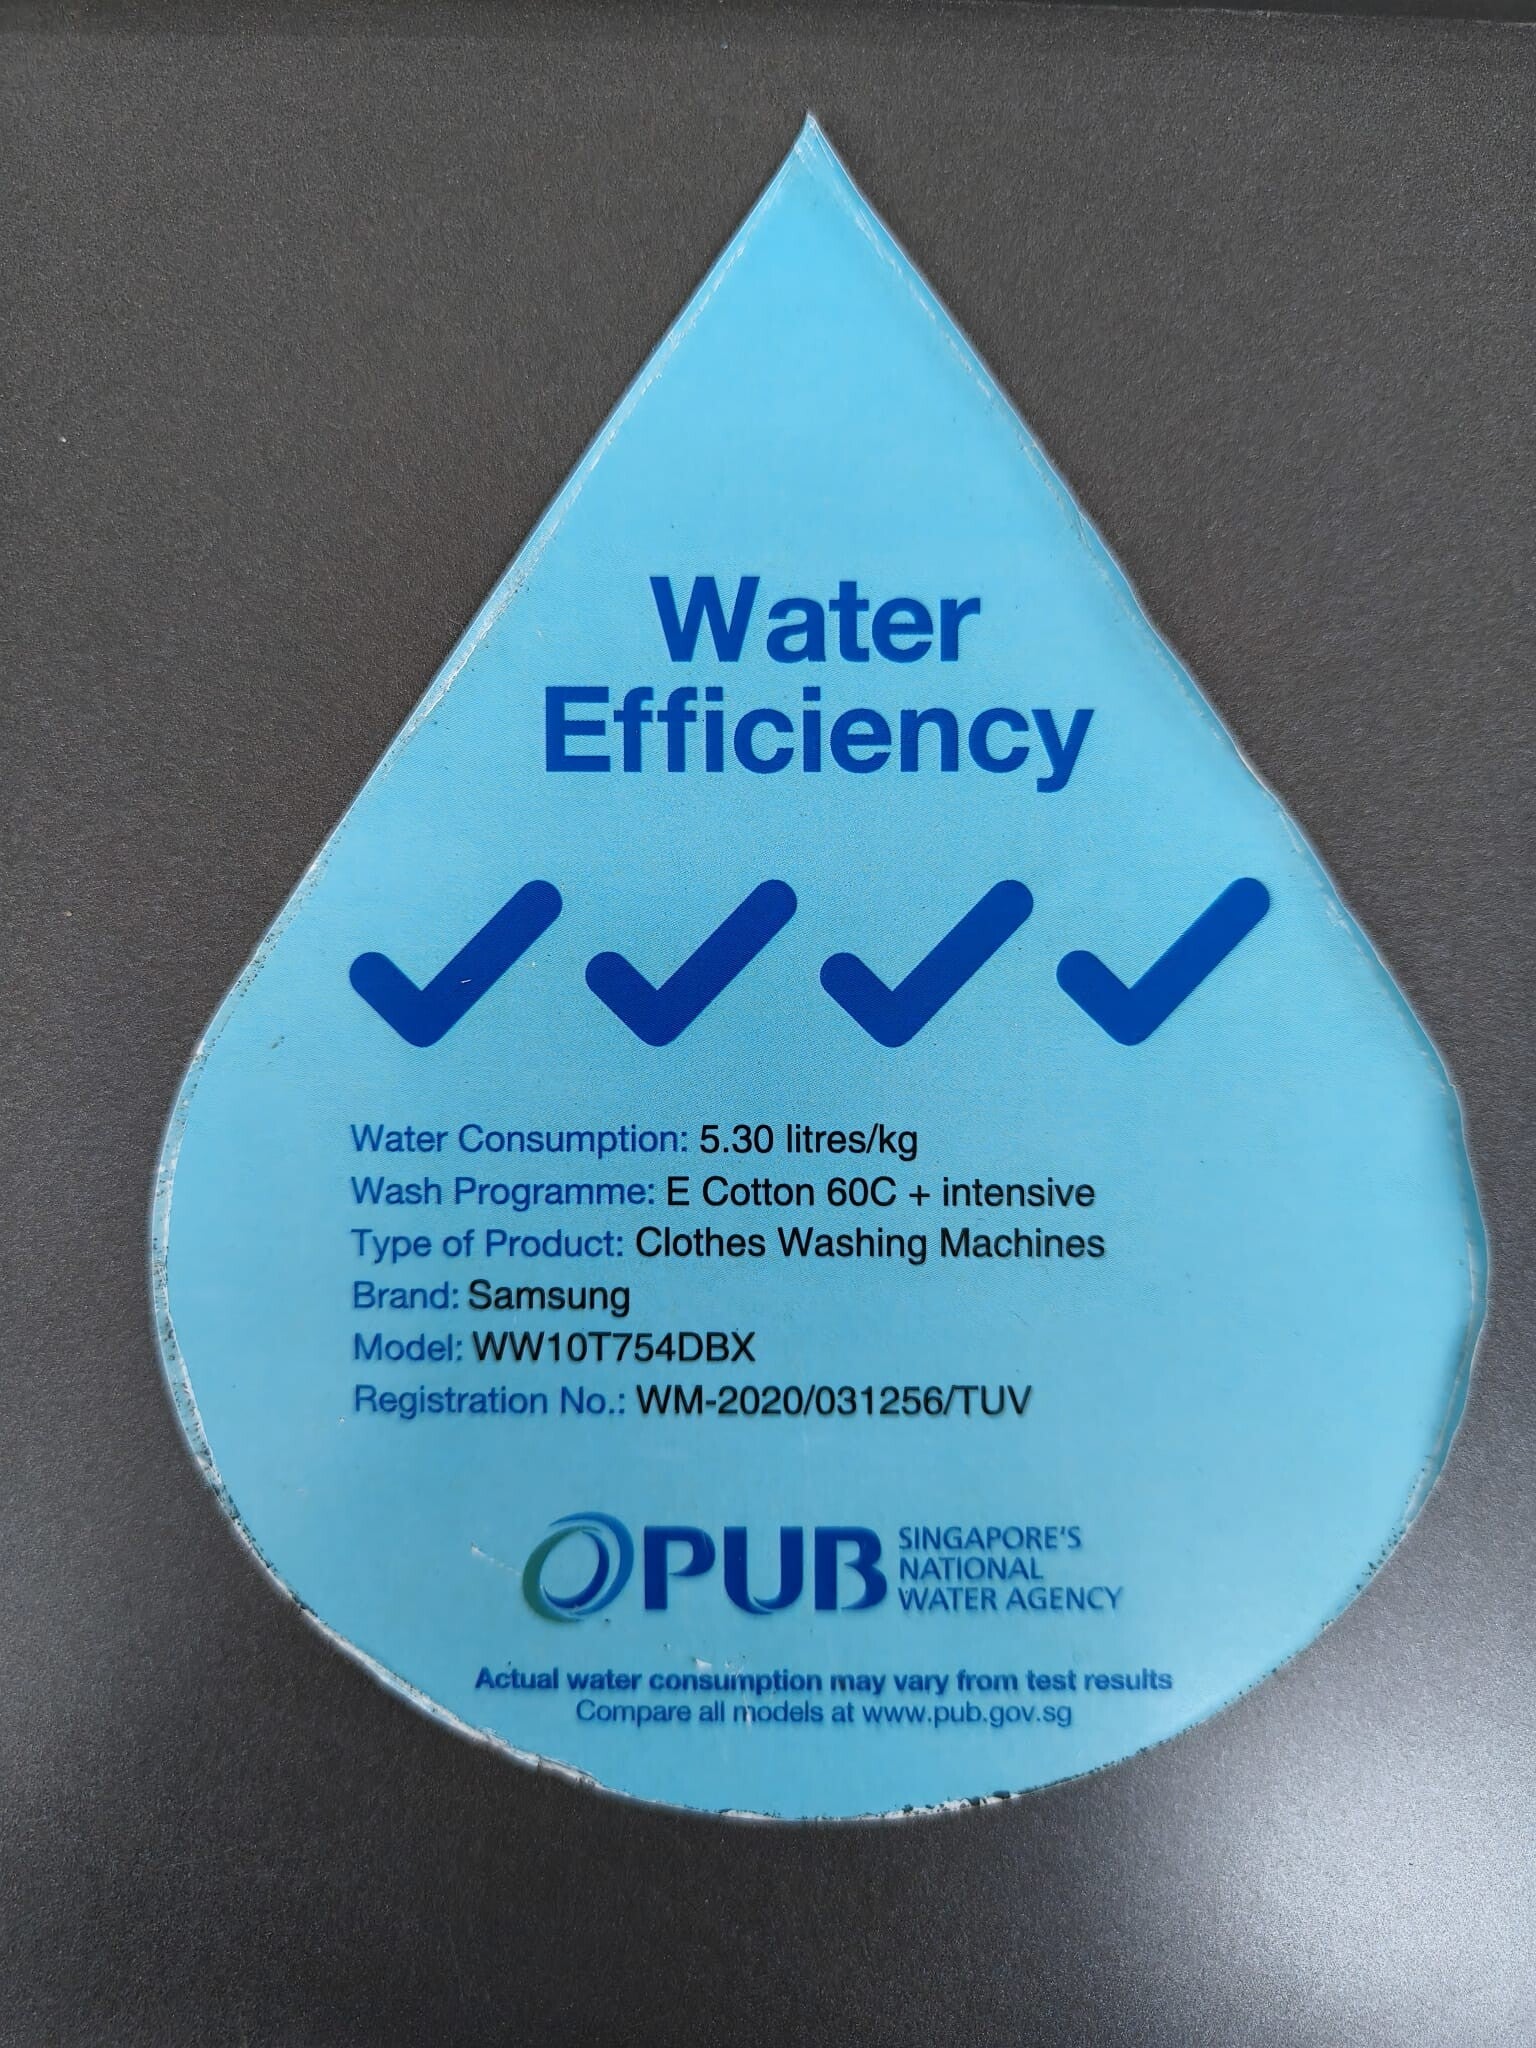 Water
Efficiency
Water Consumption: 5.30 litres/kg
Wash Programme: E Cotton 60C + intensive
Type of Product: Clothes Washing Machines
Brand: Samsung
Model: WW10T754DBX
Registration No.: WM-2020/031256/TUV
PUB SINGAPORE'S
NATIONAL
WATER AGENCY
Actual water consumption may vary from test results
Compare all models at www.pub.gov.sg